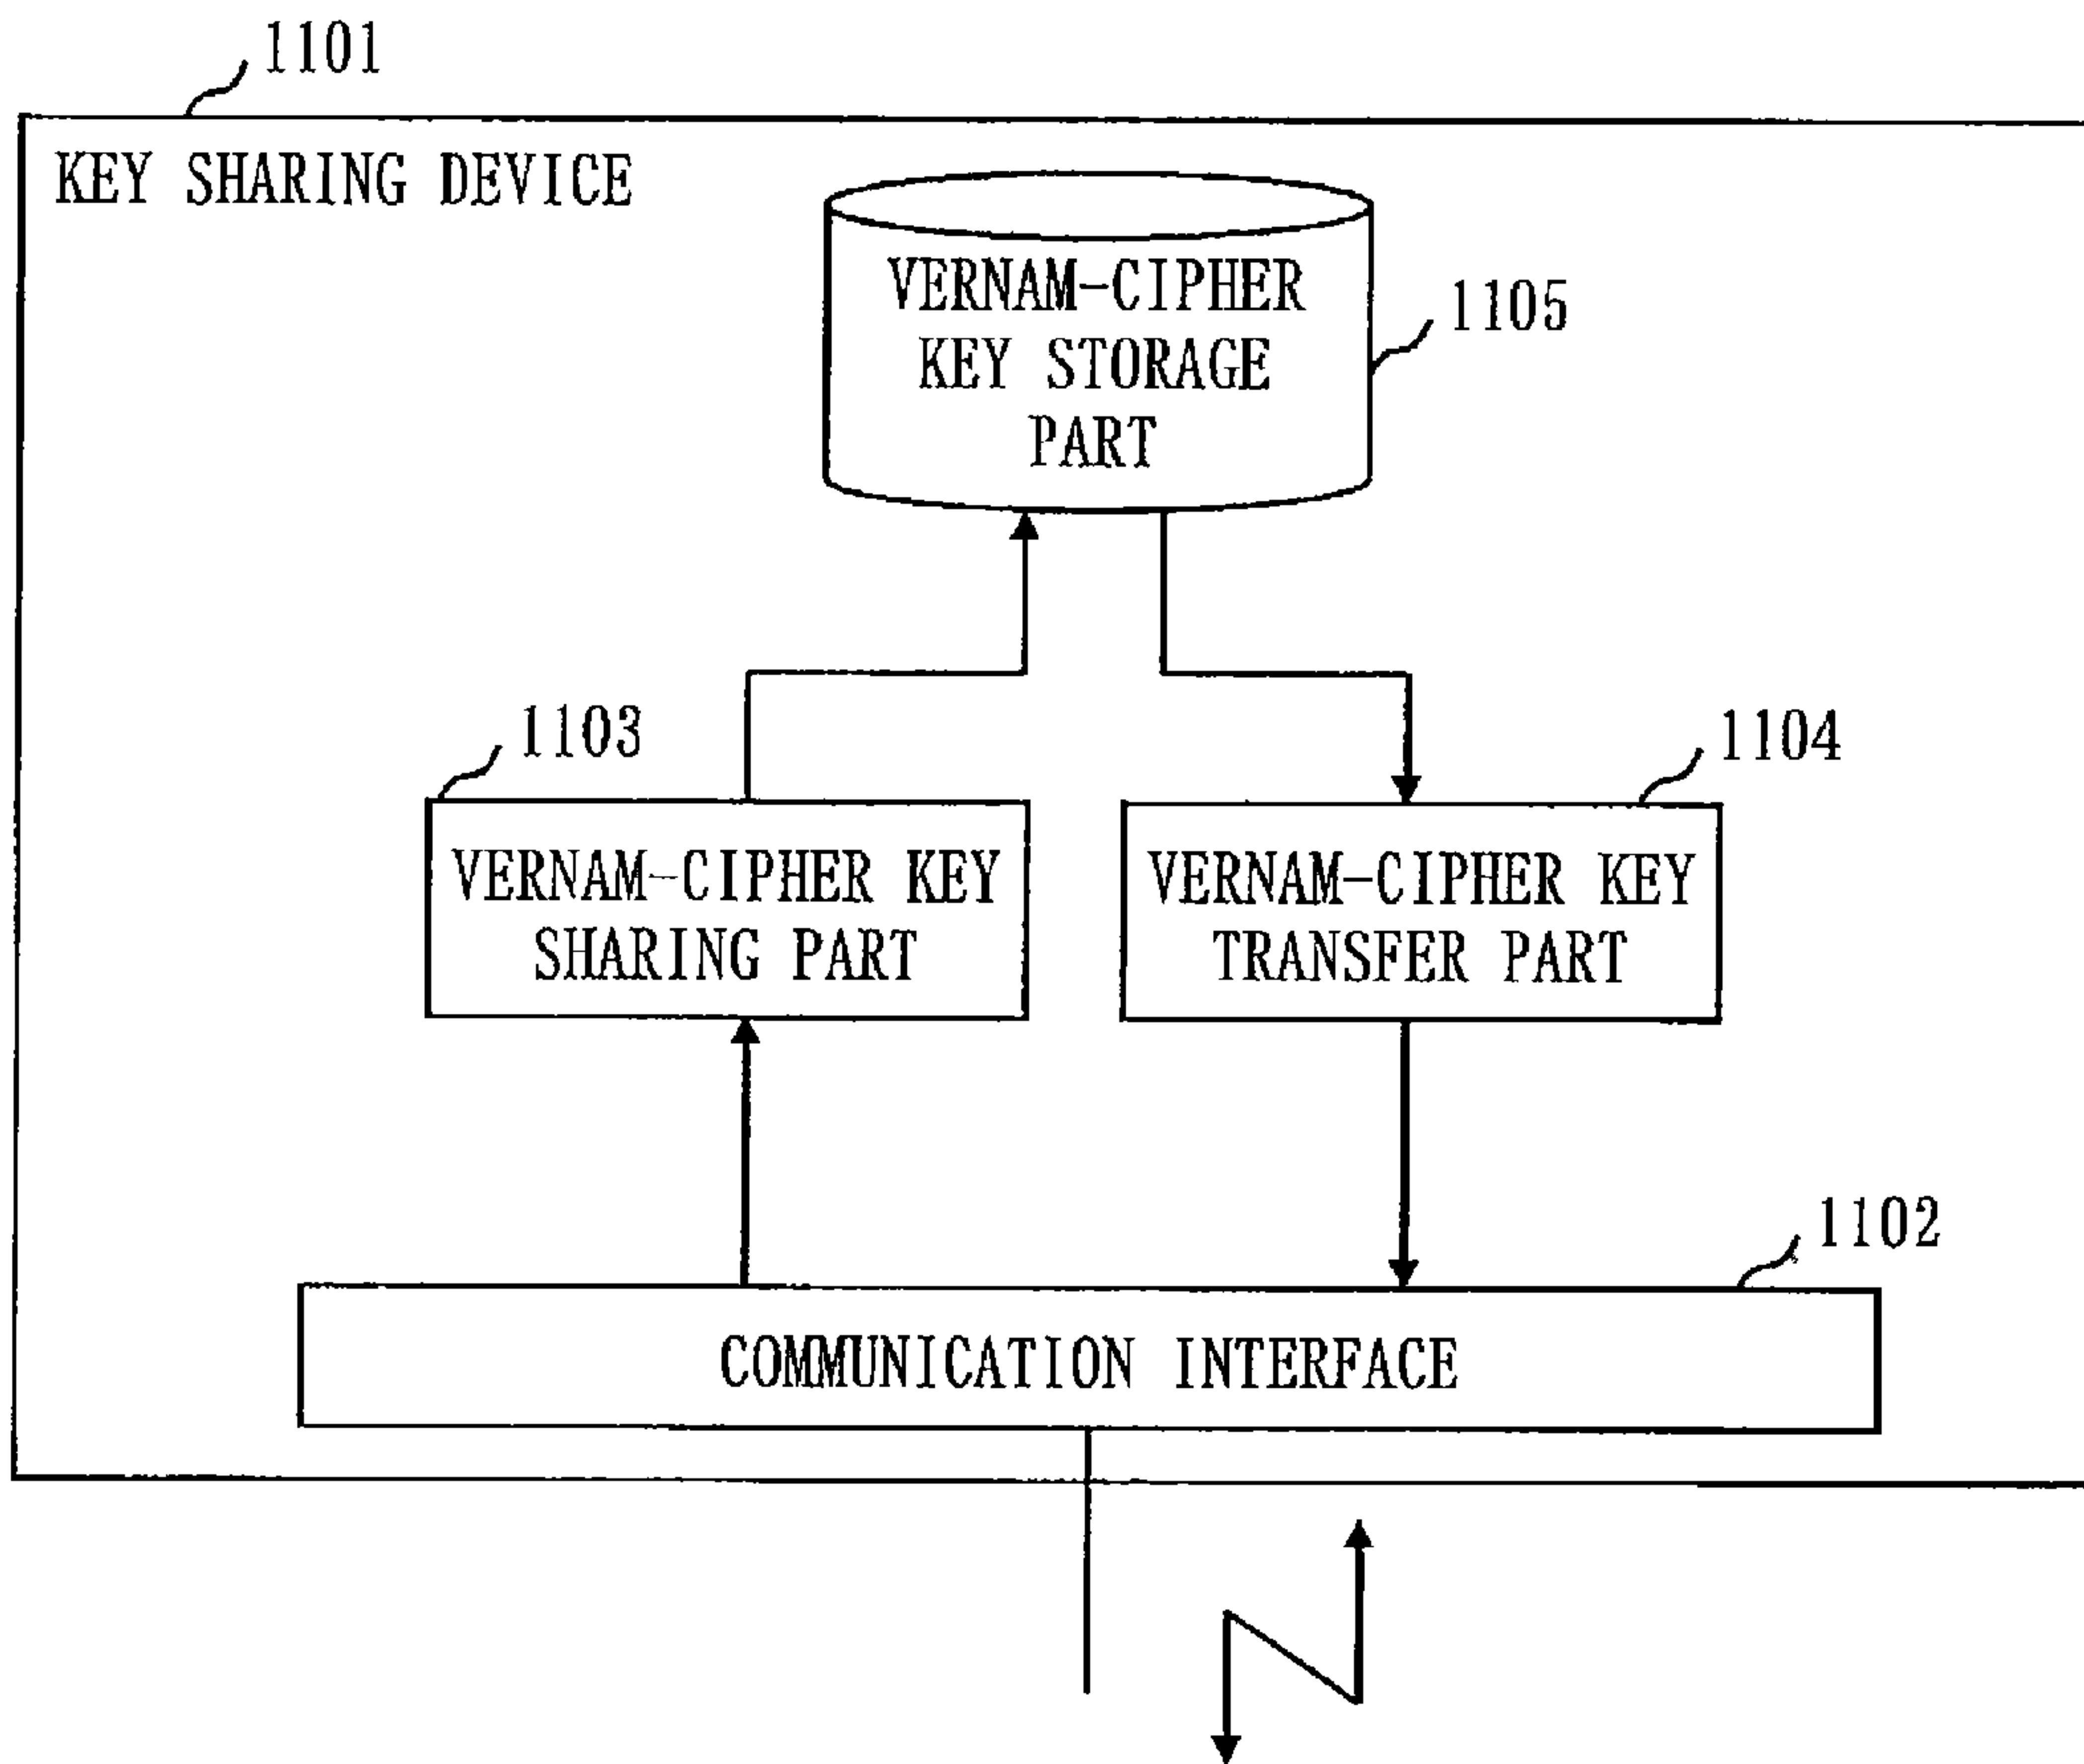 1101
KEY SHARING DEVICE
VERNAM-CIPHER
KEY STORAGE
PART
1105
1103
1104
VERNAM-CIPHER KEY
SHARING PART
VERNAM-CIPHER KEY
TRANSFER PART
1102
COMMUNICATION INTERFACE